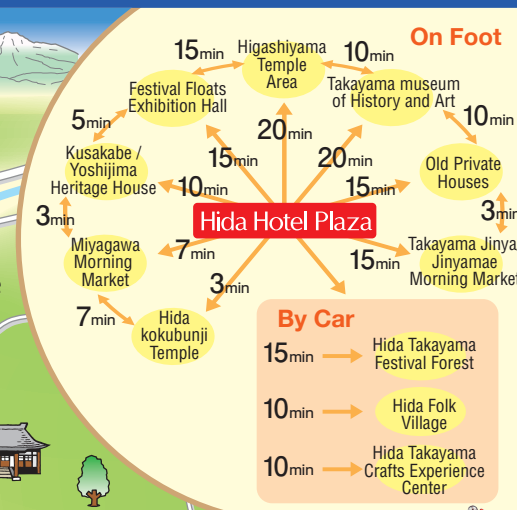 On Foot
15min
Higashiyama
Temple
Area
10min
Festival Floats
Exhibition Hall
Takayama museum
of History and Art
5min
20min
10min
Kusakabe /
Yoshijima
Heritage House
15min
20min
Old Private
Houses
10min
15min
3min
Hida Hotel Plaza
3min
Miyagawa
Morning
Market
7min
15min
Takayama Jinya
Jinyamae
Morning Market
3min
7min
Hida
kokubunji
Temple
By Car
15min
Hida Takayama
Festival Forest
10min
Hida Folk
Village
10min
Hida Takayama
Crafts Experience
Center